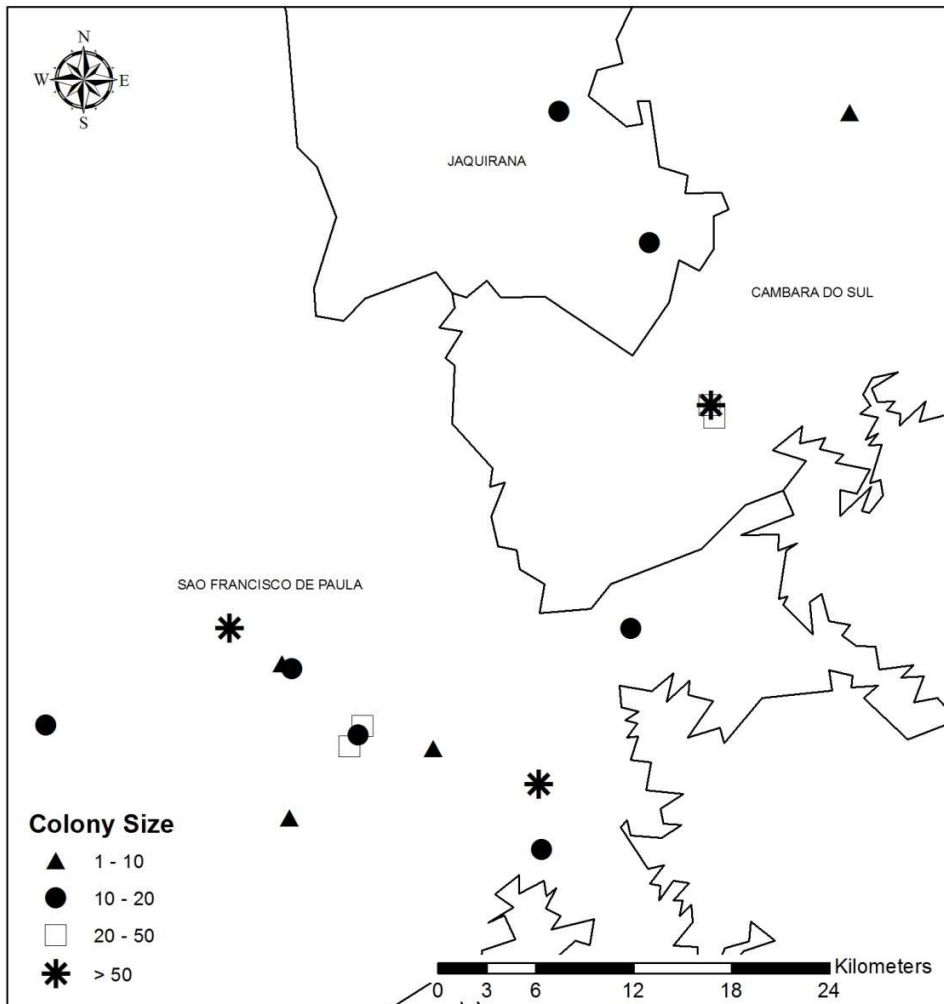 N
W E
S
JAQUIRANA
CAMBARA DO SUL
SAO FRANCISCO DE PAULA
Colony Size
1 - 10
10 - 20
20 - 50
> 50
Kilometers
0 3 6 12 18 24